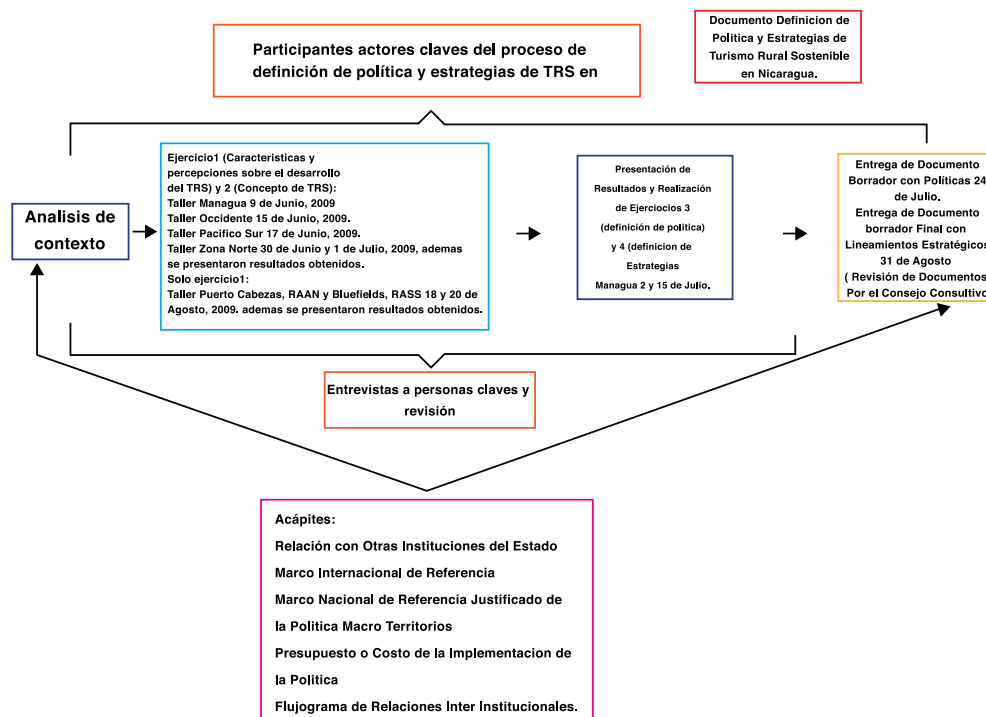 Participantes actores claves del proceso de
definición de política y estrategias de TRS en
Documento Definicion de
Politica y Estrategias de
Turismo Rural Sostenible
en Nicaragua.
Analisis de
contexto
Ejercicio1 (Caracteristicas y
percepciones sobre el desarrollo
del TRS) y 2 (Concepto de TRS):
Taller Managua 9 de Junio, 2009
Taller Occidente 15 de Junio, 2009.
Taller Pacifico Sur 17 de Junio, 2009.
Taller Zona Norte 30 de Junio y 1 de Julio, 2009, ademas
se presentaron resultados obtenidos.
Solo ejercicio1:
Taller Puerto Cabezas, RAAN y Bluefields, RASS 18 y 20 de
Agosto, 2009. ademas se presentaron resultados obtenidos.
Presentación de
Resultados y Realización
de Ejerciocios 3
(definición de politica)
y 4 (definicion de
Estrategias
Managua 2 y 15 de Julio.
Entrega de Documento
Borrador con Políticas 24
de Julio.
Entrega de Documento
borrador Final con
Lineamientos Estratégicos
31 de Agosto
( Revisión de Documentos
Por el Consejo Consultivo
Entrevistas a personas claves y
revisión
Acápites:
Relación con Otras Instituciones del Estado
Marco Internacional de Referencia
Marco Nacional de Referencia Justificado de
la Politica Macro Territorios
Presupuesto o Costo de la Implementacion de
la Politica
Flujograma de Relaciones Inter Institucionales.